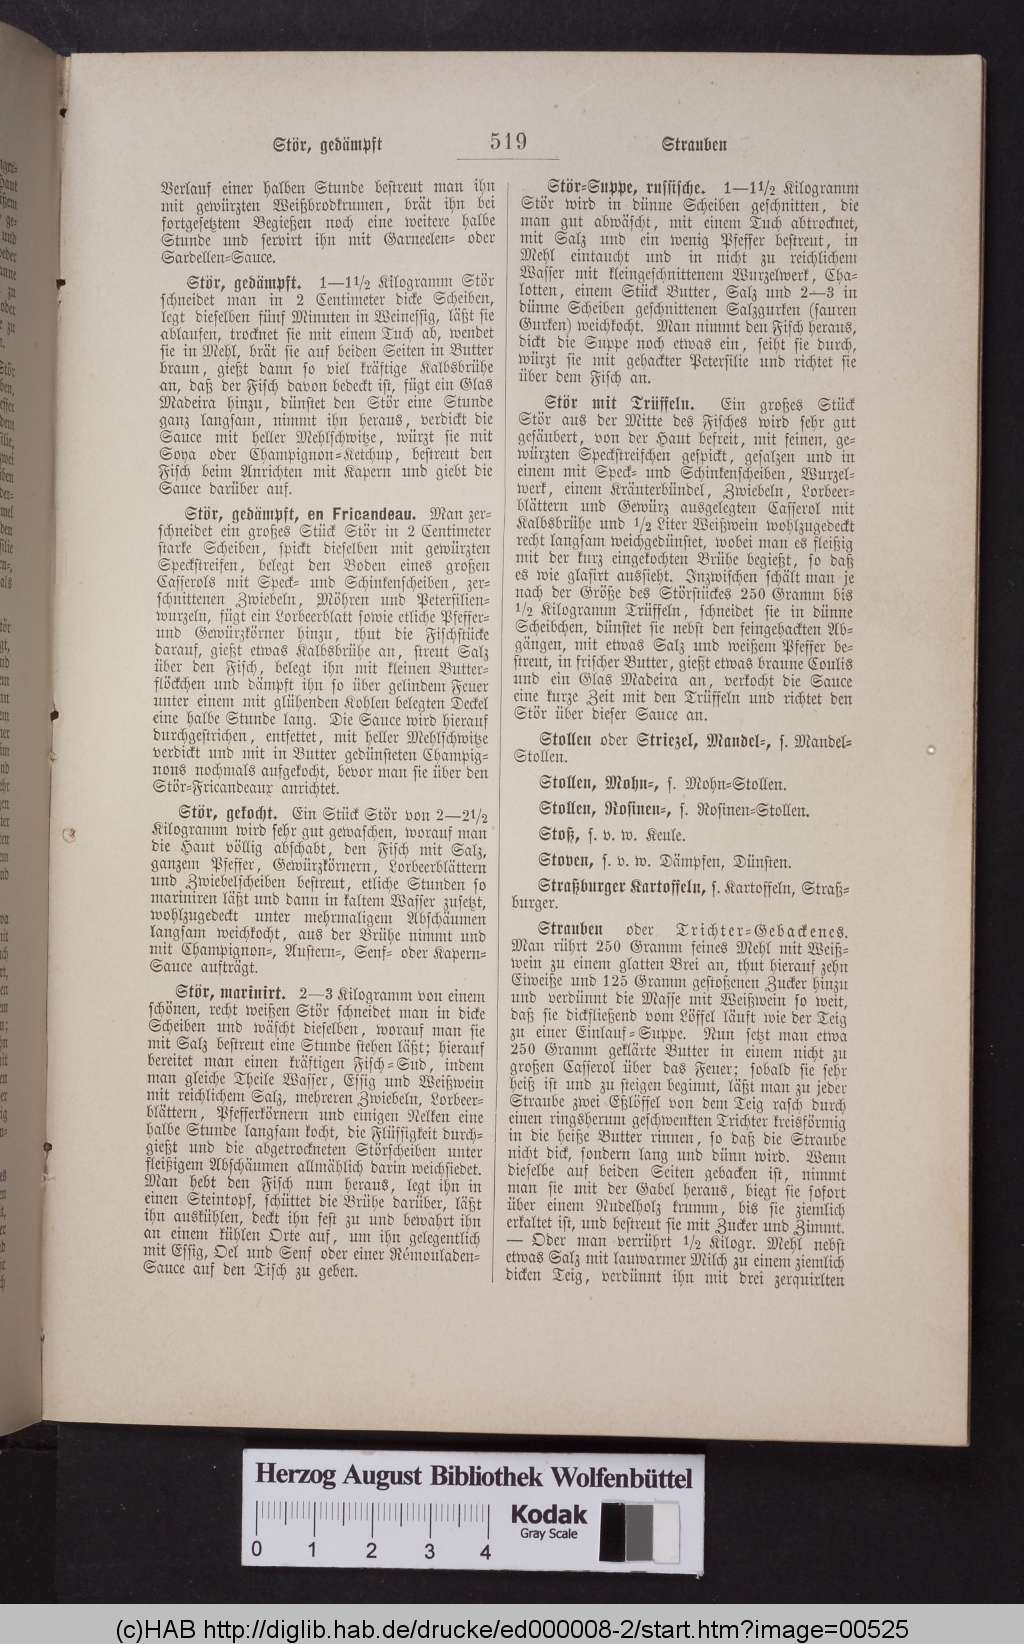 Stör, gedämpft 519 Strauben
Verlauf einer halben Stunde bestreut man ihn
mit gewürzten Weißbrodkrumen, brät ihn bei
fortgesetztem Begießen noch eine weitere halbe
Stunde und servirt ihn mit Garneelen- oder
Sardellen-Sauce.
Stör, gedämpft. 1—1½ Kilogramm Stör
schneidet man in 2 Centimeter dicke Scheiben,
legt dieselben fünf Minuten in Weinessig, läßt sie
ablaufen, trocknet sie mit einem Tuch ab, wendet
sie in Mehl, brät sie auf beiden Seiten in Butter
braun, gießt dann so viel kräftige Kalbsbrühe
an, daß der Fisch davon bedeckt ist, fügt ein Glas
Madeira hinzu, dünstet den Stör eine Stunde
ganz langsam, nimmt ihn heraus, verdickt die
Sauce mit heller Mehlschwitze, würzt sie mit
Soya oder Champignon-Ketchup, bestreut den
Fisch beim Anrichten mit Kapern und giebt die
Sauce darüber auf.
Stör, gedämpft, en Fricandeau. Man zer-
schneidet ein großes Stück Stör in 2 Centimeter
starke Scheiben, spickt dieselben mit gewürzten
Speckstreifen, belegt den Boden eines großen
Casserols mit Speck- und Schinkenscheiben, zer-
schnittenen Zwiebeln, Möhren und Petersilien-
wurzeln, fügt ein Lorbeerblatt sowie etliche Pfeffer-
und Gewürzkörner hinzu, thut die Fischstücke
darauf, gießt etwas Kalbsbrühe an, streut Salz
über den Fisch, belegt ihn mit kleinen Butter-
flöckchen und dämpft ihn so über gelindem Feuer
unter einem mit glühenden Kohlen belegten Deckel
eine halbe Stunde lang. Die Sauce wird hierauf
durchgestrichen, entfettet, mit heller Mehlschwitze
verdickt und mit in Butter gedünsteten Champig-
nons nochmals aufgekocht, bevor man sie über den
Stör-Fricandeaux anrichtet.
Stör, gekocht. Ein Stück Stör von 2—2½
Kilogramm wird sehr gut gewaschen, worauf man
die Haut völlig abschabt, den Fisch mit Salz,
ganzem Pfeffer, Gewürzkörnern, Lorbeerblättern
und Zwiebelscheiben bestreut, etliche Stunden so
mariniren läßt und dann in kaltem Wasser zusetzt,
wohlzugedeckt unter mehrmaligem Abschäumen
langsam weichkocht, aus der Brühe nimmt und
mit Champignon-, Austern-, Senf- oder Kapern-
Sauce aufträgt.
Stör, marinirt. 2—3 Kilogramm von einem
schönen, recht weißen Stör schneidet man in dicke
Scheiben und wäscht dieselben, worauf man sie
mit Salz bestreut eine Stunde stehen läßt; hierauf
bereitet man einen kräftigen Fisch-Sud, indem
man gleiche Theile Wasser, Essig und Weißwein
mit reichlichem Salz, mehreren Zwiebeln, Lorbeer-
blättern, Pfefferkörnern und einigen Nelken eine
halbe Stunde langsam kocht, die Flüssigkeit durch-
gießt und die abgetrockneten Störscheiben unter
fleißigem Abschäumen allmählich darin weichsiedet.
Man hebt den Fisch nun heraus, legt ihn in
einen Steintopf, schüttet die Brühe darüber, läßt
ihn auskühlen, deckt ihn fest zu und bewahrt ihn
an einem kühlen Orte auf, um ihn gelegentlich
mit Essig, Oel und Senf oder einer Rémouladen-
Sauce auf den Tisch zu geben.
Stör-Suppe, russische. 1—1½ Kilogramm
Stör wird in dünne Scheiben geschnitten, die
man gut abwäscht, mit einem Tuch abtrocknet,
mit Salz und ein wenig Pfeffer bestreut, in
Mehl eintaucht und in nicht zu reichlichem
Wasser mit kleingeschnittenem Wurzelwerk, Cha-
lotten, einem Stück Butter, Salz und 2—3 in
dünne Scheiben geschnittenen Salzgurken (sauren
Gurken) weichkocht. Man nimmt den Fisch heraus,
dickt die Suppe noch etwas ein, seiht sie durch,
würzt sie mit gehackter Petersilie und richtet sie
über dem Fisch an.
Stör mit Trüffeln. Ein großes Stück
Stör aus der Mitte des Fisches wird sehr gut
gesäubert, von der Haut befreit, mit feinen, ge-
würzten Speckstreifchen gespickt, gesalzen und in
einem mit Speck- und Schinkenscheiben, Wurzel-
werk, einem Kräuterbündel, Zwiebeln, Lorbeer-
blättern und Gewürz ausgelegten Casserol mit
Kalbsbrühe und ½ Liter Weißwein wohlzugedeckt
recht langsam weichgedünstet, wobei man es fleißig
mit der kurz eingekochten Brühe begießt, so daß
es wie glasirt aussieht. Inzwischen schält man je
nach der Größe des Störstückes 250 Gramm bis
½ Kilogramm Trüffeln, schneidet sie in dünne
Scheibchen, dünstet sie nebst den feingehackten Ab-
gängen, mit etwas Salz und weißem Pfeffer be-
streut, in frischer Butter, gießt etwas braune Coulis
und ein Glas Madeira an, verkocht die Sauce
eine kurze Zeit mit den Trüffeln und richtet den
Stör über dieser Sauce an.
Stollen oder Striezel, Mandel-, s. Mandel-
Stollen.
Stollen, Mohn-, s. Mohn-Stollen.
Stollen, Rosinen-, s. Rosinen-Stollen.
Stoß, s. v. w. Keule.
Stoven, s. v. w. Dämpfen, Dünsten.
Straßburger Kartoffeln, s. Kartoffeln, Straß-
burger.
Strauben oder Trichter-Gebackenes.
Man rührt 250 Gramm feines Mehl mit Weiß-
wein zu einem glatten Brei an, thut hierauf zehn
Eiweiße und 125 Gramm gestoßenen Zucker hinzu
und verdünnt die Masse mit Weißwein so weit,
daß sie dickfließend vom Löffel läuft wie der Teig
zu einer Einlauf-Suppe. Nun setzt man etwa
250 Gramm geklärte Butter in einem nicht zu
großen Casserol über das Feuer; sobald sie sehr
heiß ist und zu steigen beginnt, läßt man zu jeder
Straube zwei Eßlöffel von dem Teig rasch durch
einen ringsherum geschwenkten Trichter kreisförmig
in die heiße Butter rinnen, so daß die Straube
nicht dick, sondern lang und dünn wird. Wenn
dieselbe auf beiden Seiten gebacken ist, nimmt
man sie mit der Gabel heraus, biegt sie sofort
über einem Nudelholz krumm, bis sie ziemlich
erkaltet ist, und bestreut sie mit Zucker und Zimmt.
— Oder man verrührt ½ Kilogr. Mehl nebst
etwas Salz mit lauwarmer Milch zu einem ziemlich
dicken Teig, verdünnt ihn mit drei zerquirlten
Herzog August Bibliothek Wolfenbüttel
Kodak
Gray Scale
0 1 2 3 4
(c)HAB http://diglib.hab.de/drucke/ed000008-2/start.htm?image=00525